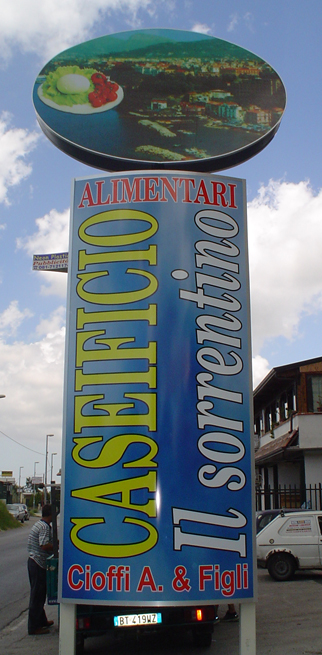 ALIMENTARI
CASEIFICIO
Il sorrentino
Cioffi A. & Figli
BT 419WZ